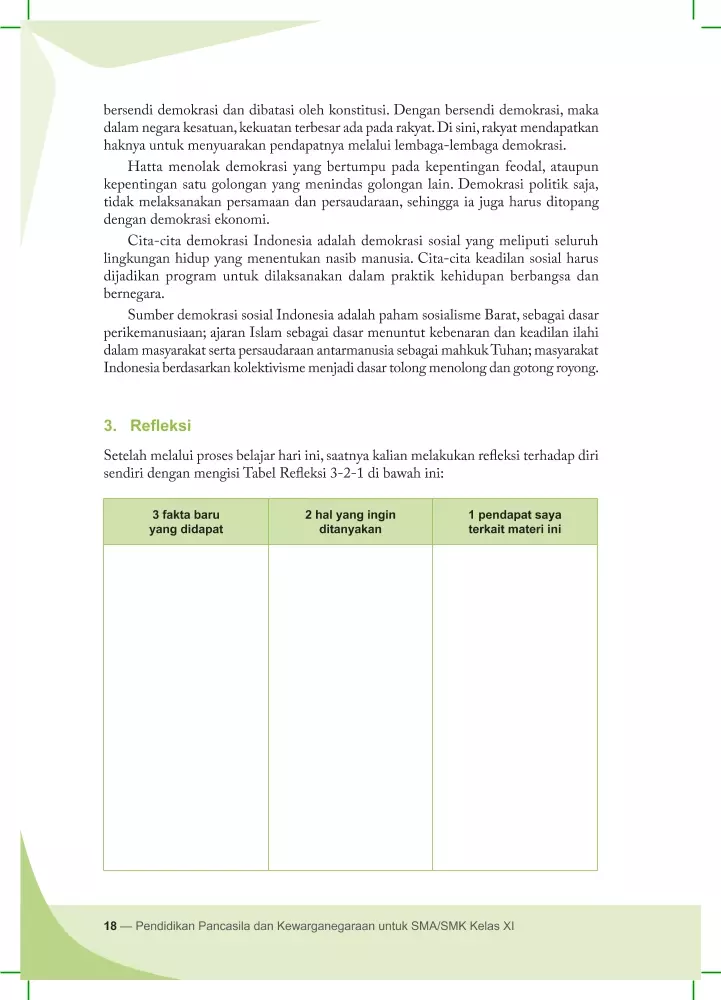 bersendi demokrasi dan dibatasi oleh konstitusi. Dengan bersendi demokrasi, maka
dalam negara kesatuan, kekuatan terbesar ada pada rakyat. Di sini, rakyat mendapatkan
haknya untuk menyuarakan pendapatnya melalui lembaga-lembaga demokrasi.
Hatta menolak demokrasi yang bertumpu pada kepentingan feodal, ataupun
kepentingan satu golongan yang menindas golongan lain. Demokrasi politik saja,
tidak melaksanakan persamaan dan persaudaraan, sehingga ia juga harus ditopang
dengan demokrasi ekonomi.
Cita-cita demokrasi Indonesia adalah demokrasi sosial yang meliputi seluruh
lingkungan hidup yang menentukan nasib manusia. Cita-cita keadilan sosial harus
dijadikan program untuk dilaksanakan dalam praktik kehidupan berbangsa dan
bernegara.
Sumber demokrasi sosial Indonesia adalah paham sosialisme Barat, sebagai dasar
perikemanusiaan; ajaran Islam sebagai dasar menuntut kebenaran dan keadilan ilahi
dalam masyarakat serta persaudaraan antarmanusia sebagai mahkuk Tuhan; masyarakat
Indonesia berdasarkan kolektivisme menjadi dasar tolong menolong dan gotong royong.
3. Refleksi
Setelah melalui proses belajar hari ini, saatnya kalian melakukan refleksi terhadap diri
sendiri dengan mengisi Tabel Refleksi 3-2-1 di bawah ini:
3 fakta baru
yang didapat
2 hal yang ingin
ditanyakan
1 pendapat saya
terkait materi ini
18 — Pendidikan Pancasila dan Kewarganegaraan untuk SMA/SMK Kelas XI